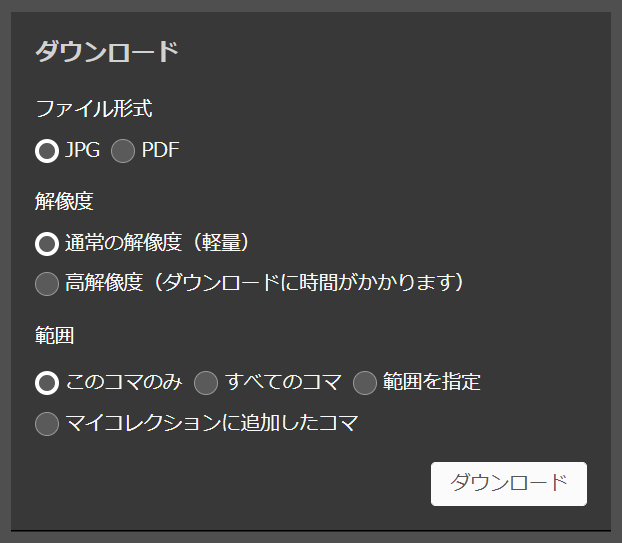 ダウンロード
ファイル形式
JPG PDF
解像度
通常の解像度（軽量）
高解像度（ダウンロードに時間がかかります）
範囲
このコマのみ すべてのコマ 範囲を指定
マイコレクションに追加したコマ
ダウンロード